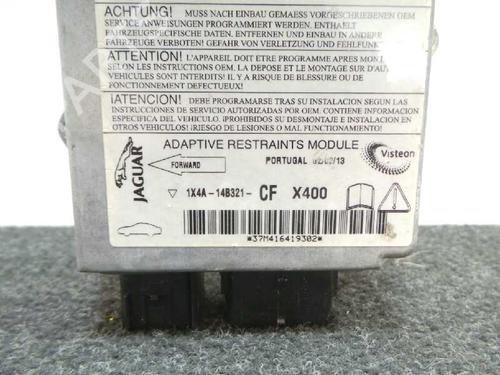 ACHTUNG! MUSS NACH EINBAU GEMAESS VORGESCHRIEBENEN OEM
SERVICE ANWEISUNGEN PROGRAMMIERT WERDEN. ENTHAELT
FAHRZEUGSPEZIFISCHE DATEN. ENTFERNEN UND EINBAU IN ANDERE
FAHRZEUGE VERBOTEN! GEFAHR VON VERLETZUNG UND FEHLFUNK
ATTENTION! L'APPAREIL DOIT ETRE PROGRAMME APRES MONT
SELON LES INSTRUCTIONS OEM. LA DEPOSE ET LE MONTAGE SUR D'AU
VEHICULES SONT INTERDITS! IL Y A RISQUE DE BLESSURE OU DE
FONCTIONNEMENT DEFECTUEUX!
¡ATENCION! DEBE PROGRAMARSE TRAS SU INSTALACION SEGUN LAS
INSTRUCCIONES DE SERVICIO AUTORIZADAS POR OEM. CONTIENE INFORMACION
ESPECIFICA DEL VEHICULO. ¡PROHIBIDO SU DESMONTAJE E INSTALACION
EN OTROS VEHICULOS! ¡RIESGO DE LESIONES O MAL FUNCIONAMIENTO!
JAGUAR
ADAPTIVE RESTRAINTS MODULE
FORWARD
PORTUGAL
Visteon
1X4A-14B321- CF X400
*37M416419302*